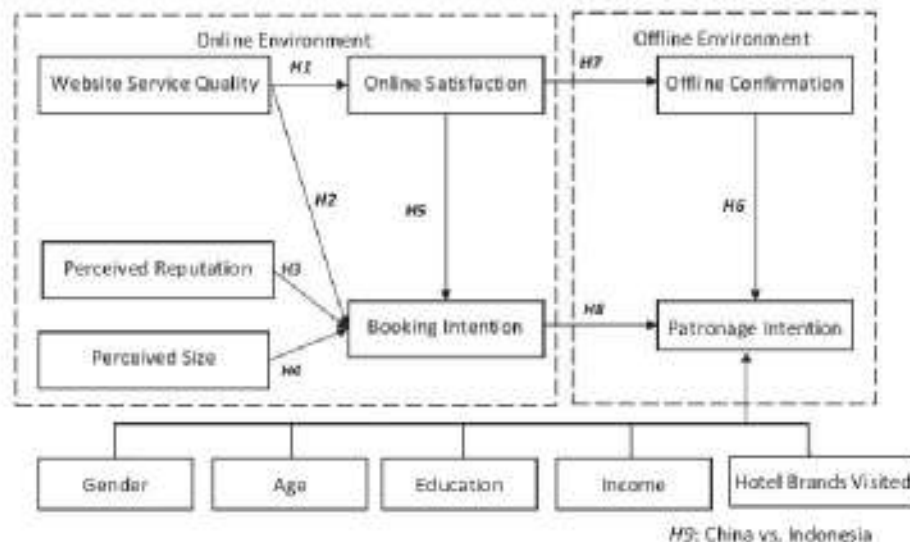 Online Environment
Offline Environment
Website Service Quality
H1
Online Satisfaction
H7
Offline Confirmation
H2
H5
H6
Perceived Reputation
H3
Booking Intention
H8
Patronage Intention
Perceived Size
H4
Gender
Age
Education
Income
Hotel Brands Visited
H9: China vs. Indonesia